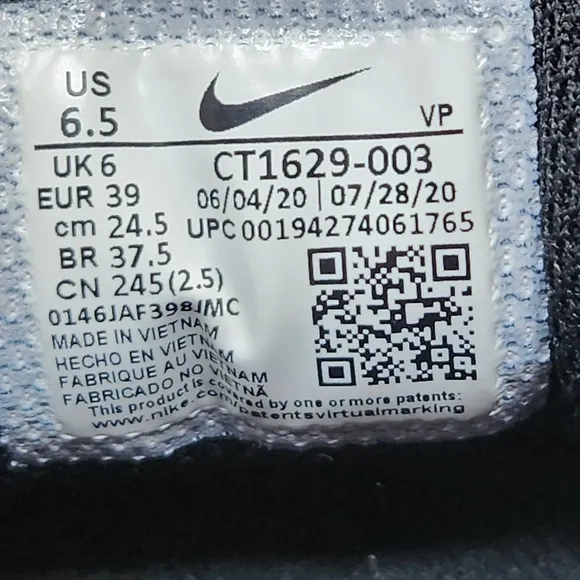 US
6.5
VP
UK 6
CT1629-003
EUR 39
06/04/20 | 07/28/20
cm 24.5
UPC 00194274061765
BR 37.5
CN 245(2.5)
0146JAF398JMC
MADE IN VIETNAM
HECHO EN VIETNAM
FABRIQUE AU VIETNAM
FABRICADO NO VIETNÃ
This product is covered by one or more patents:
www.nike.com/patentsvirtualmarking